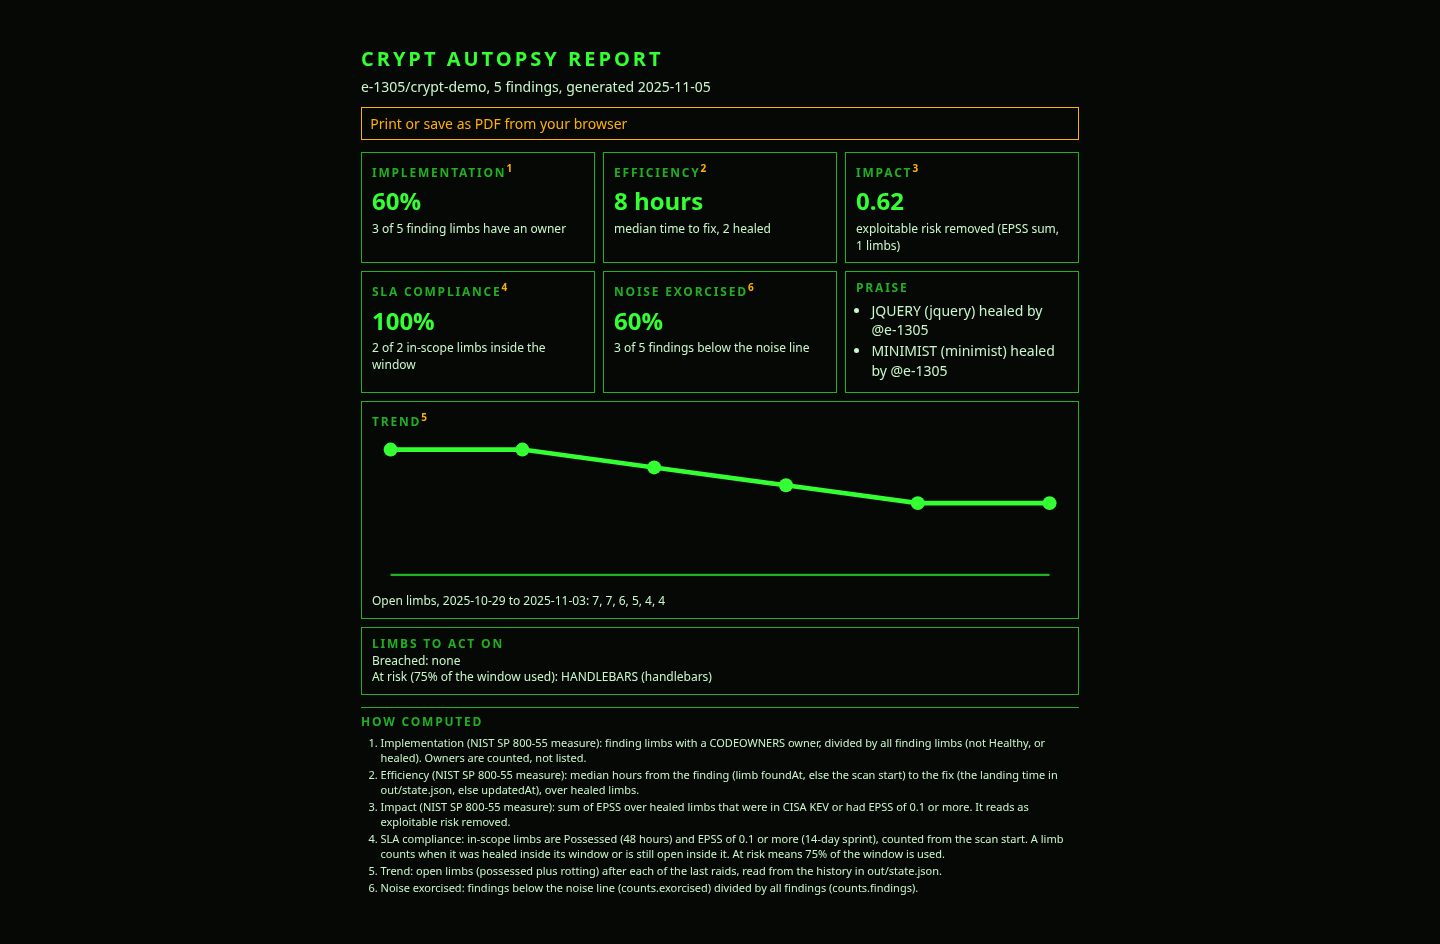 CRYPT AUTOPSY REPORT
e-1305/crypt-demo, 5 findings, generated 2025-11-05
Print or save as PDF from your browser
IMPLEMENTATION1
60%
3 of 5 finding limbs have an owner
EFFICIENCY2
8 hours
median time to fix, 2 healed
IMPACT3
0.62
exploitable risk removed (EPSS sum,
1 limbs)
SLA COMPLIANCE4
100%
2 of 2 in-scope limbs inside the
window
NOISE EXORCISED6
60%
3 of 5 findings below the noise line
PRAISE
• JQUERY (jquery) healed by
@e-1305
• MINIMIST (minimist) healed
by @e-1305
TREND5
Open limbs, 2025-10-29 to 2025-11-03: 7, 7, 6, 5, 4, 4
LIMBS TO ACT ON
Breached: none
At risk (75% of the window used): HANDLEBARS (handlebars)
HOW COMPUTED
1. Implementation (NIST SP 800-55 measure): finding limbs with a CODEOWNERS owner, divided by all finding limbs (not Healthy, or
healed). Owners are counted, not listed.
2. Efficiency (NIST SP 800-55 measure): median hours from the finding (limb foundAt, else the scan start) to the fix (the landing time in
out/state.json, else updatedAt), over healed limbs.
3. Impact (NIST SP 800-55 measure): sum of EPSS over healed limbs that were in CISA KEV or had EPSS of 0.1 or more. It reads as
exploitable risk removed.
4. SLA compliance: in-scope limbs are Possessed (48 hours) and EPSS of 0.1 or more (14-day sprint), counted from the scan start. A limb
counts when it was healed inside its window or is still open inside it. At risk means 75% of the window is used.
5. Trend: open limbs (possessed plus rotting) after each of the last raids, read from the history in out/state.json.
6. Noise exorcised: findings below the noise line (counts.exorcised) divided by all findings (counts.findings).